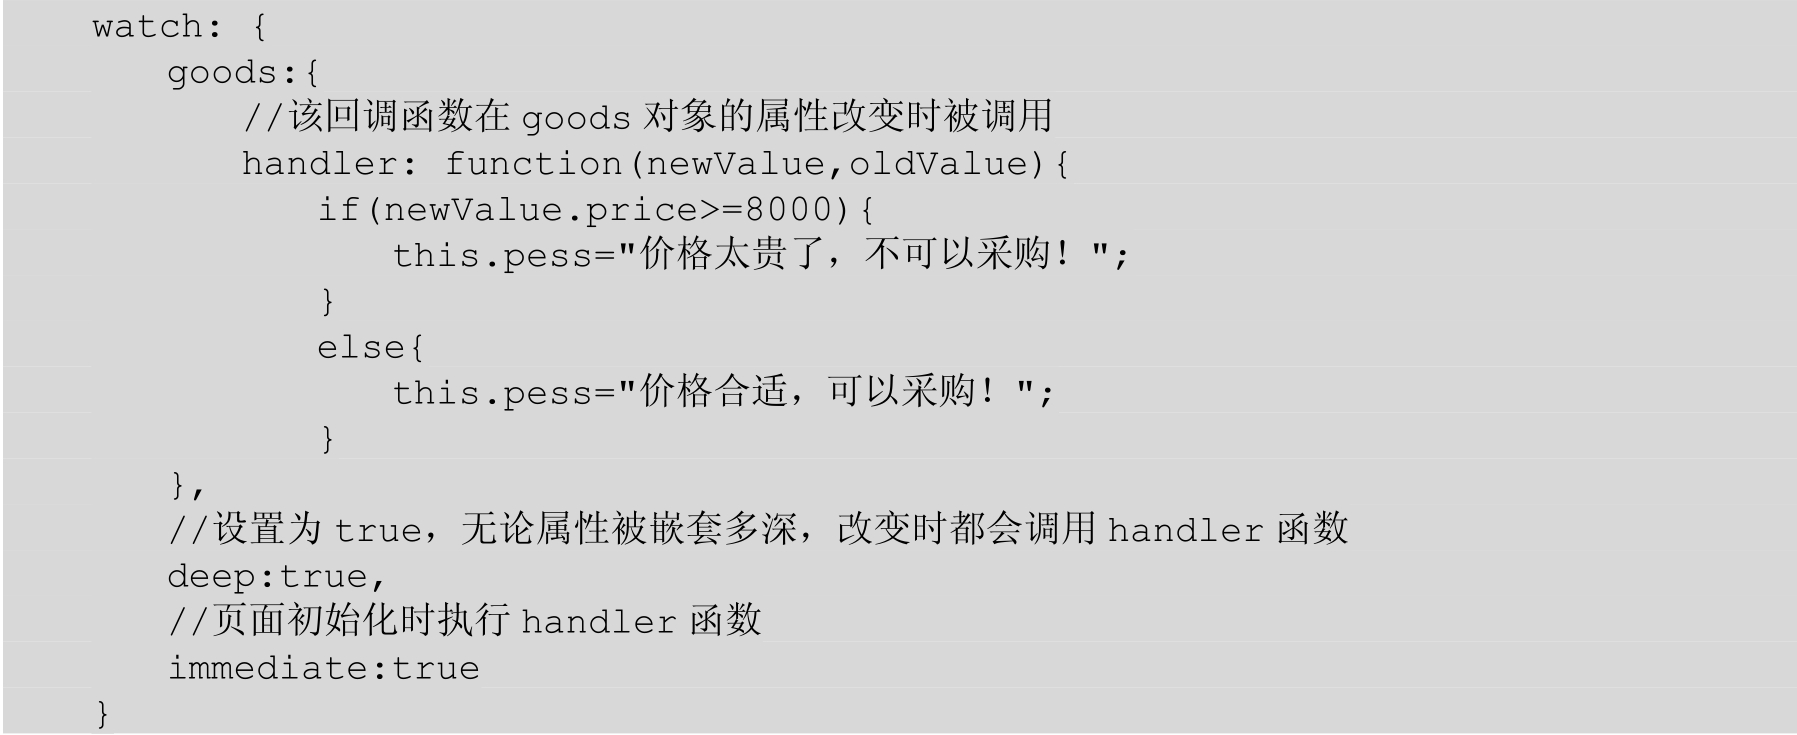 watch: {
goods:{
//该回调函数在 goods 对象的属性改变时被调用
handler: function(newValue,oldValue){
if(newValue.price>=8000){
this.pess="价格太贵了，不可以采购！";
}
else{
this.pess="价格合适，可以采购！";
}
},
//设置为 true，无论属性被嵌套多深，改变时都会调用 handler 函数
deep:true,
//页面初始化时执行 handler 函数
immediate:true
}